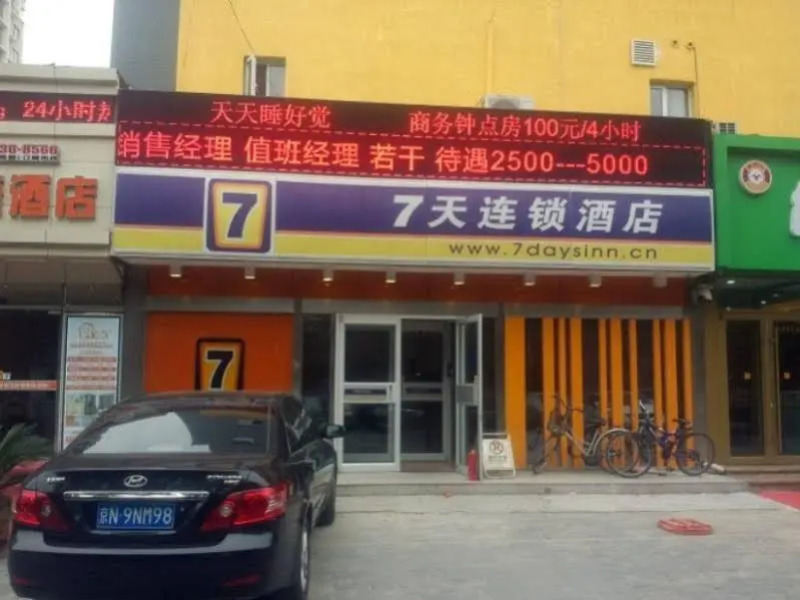 天天睡好觉 商务钟点房100元/4小时
销售经理 值班经理 若干 待遇2500---5000
7 7天连锁酒店
www.7daysinn.cn
24小时
36-8566
酒店
7
京N·9NM98